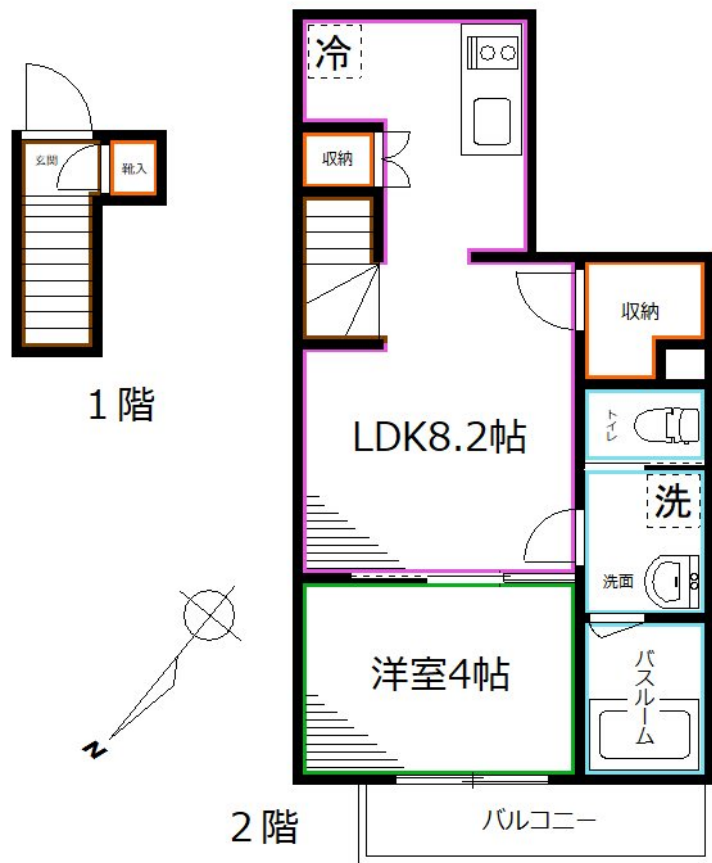 玄関
靴入
1階
冷
収納
収納
LDK8.2帖
トイレ
洗
洗面
洋室4帖
バスルーム
N
2階
バルコニー